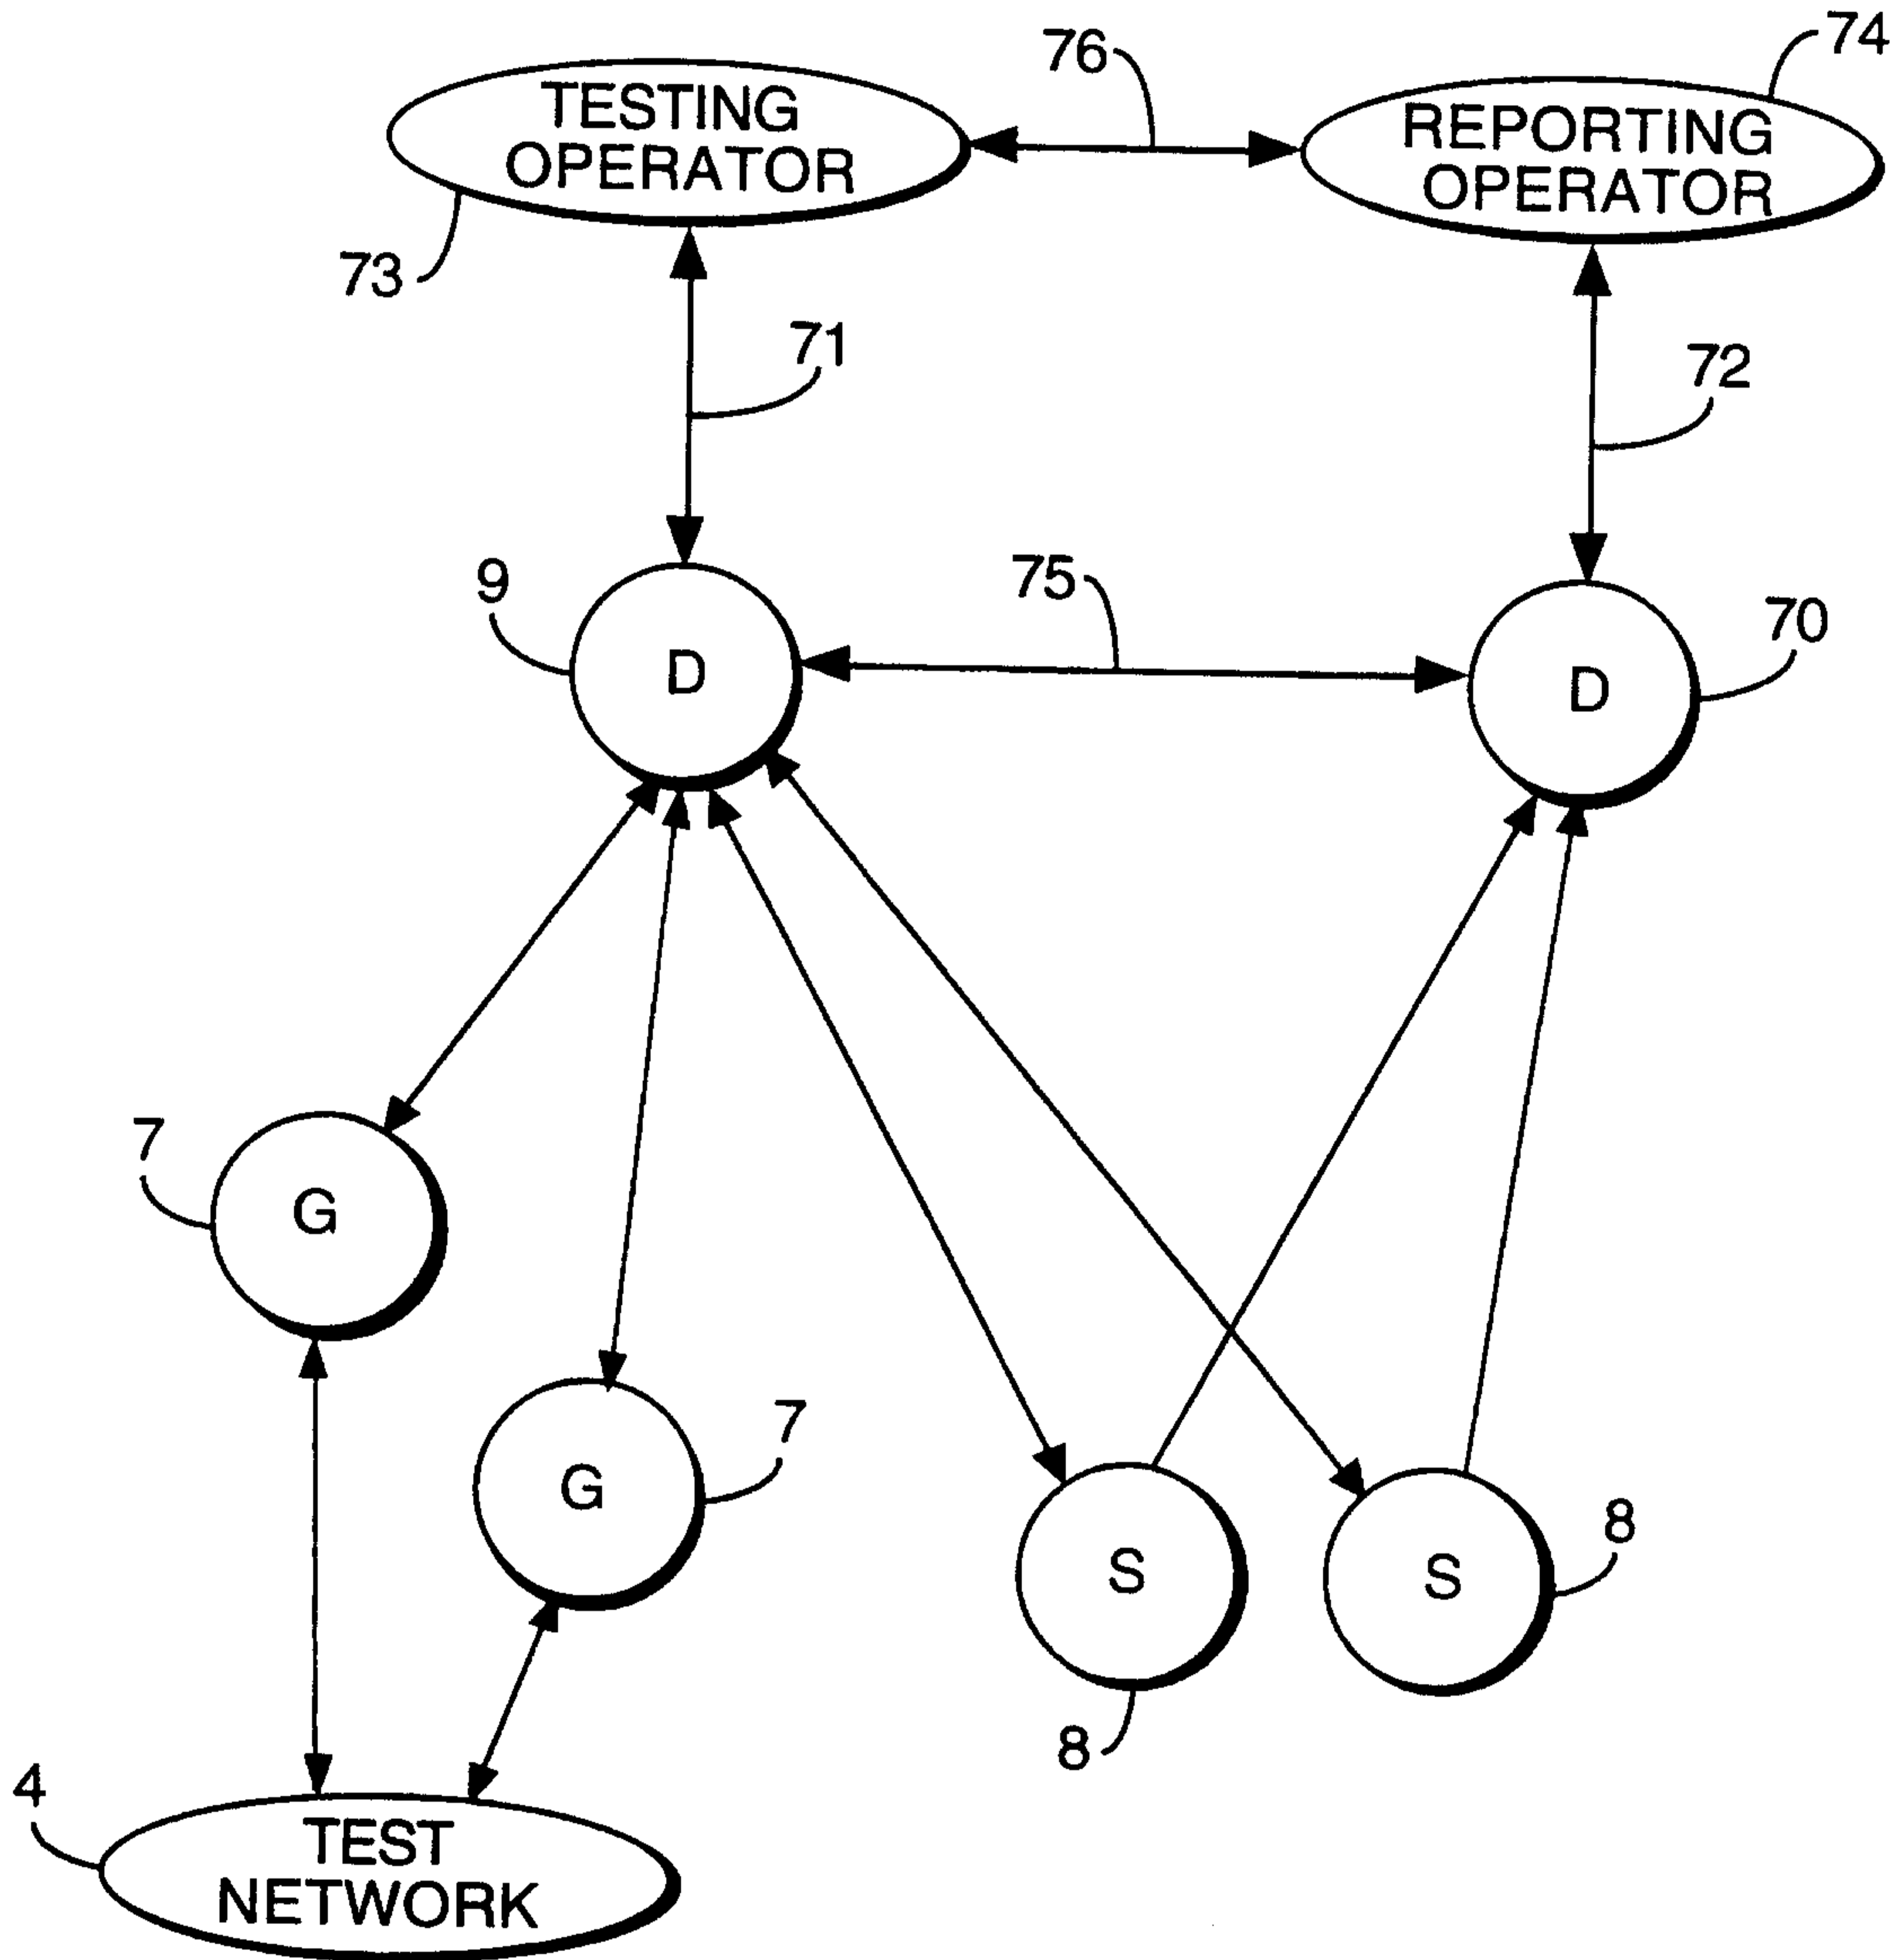 76
74
TESTING
OPERATOR
REPORTING
OPERATOR
73
71
72
9
75
70
D
D
7
G
7
G
8
S
S
8
4
TEST
NETWORK